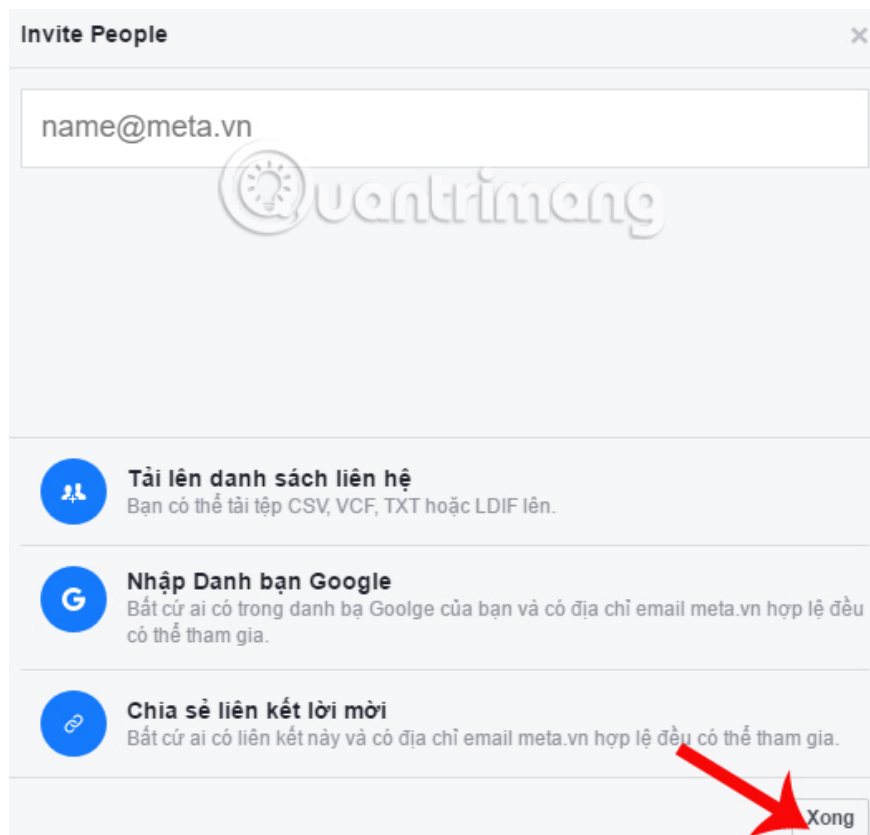 Invite People
×
name@meta.vn
Quantrimang
Tải lên danh sách liên hệ
Bạn có thể tải tệp CSV, VCF, TXT hoặc LDIF lên.
Nhập Danh bạn Google
Bất cứ ai có trong danh bạ Goolge của bạn và có địa chỉ email meta.vn hợp lệ đều
có thể tham gia.
Chia sẻ liên kết lời mời
Bất cứ ai có liên kết này và có địa chỉ email meta.vn hợp lệ đều có thể tham gia.
Xong